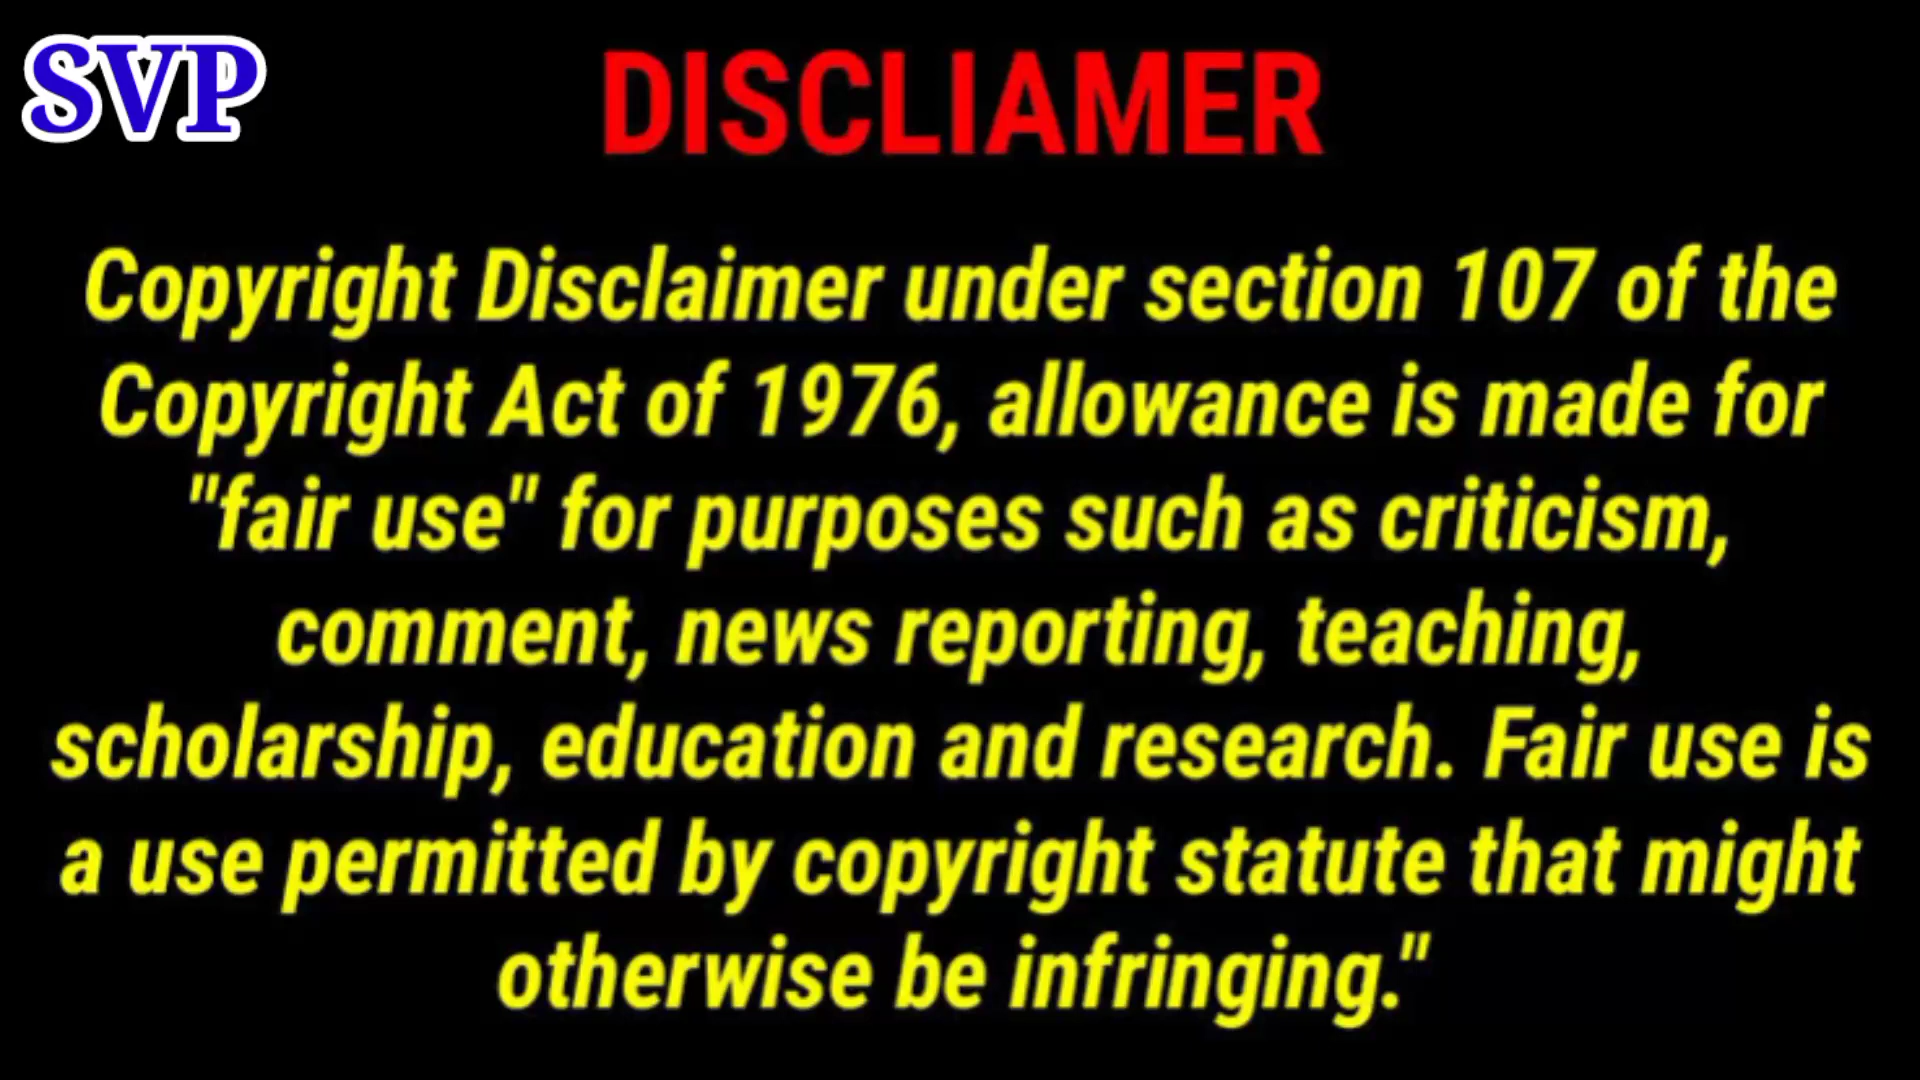 SVP
DISCLIAMER
Copyright Disclaimer under section 107 of the
Copyright Act of 1976, allowance is made for
"fair use" for purposes such as criticism,
comment, news reporting, teaching,
scholarship, education and research. Fair use is
a use permitted by copyright statute that might
otherwise be infringing."